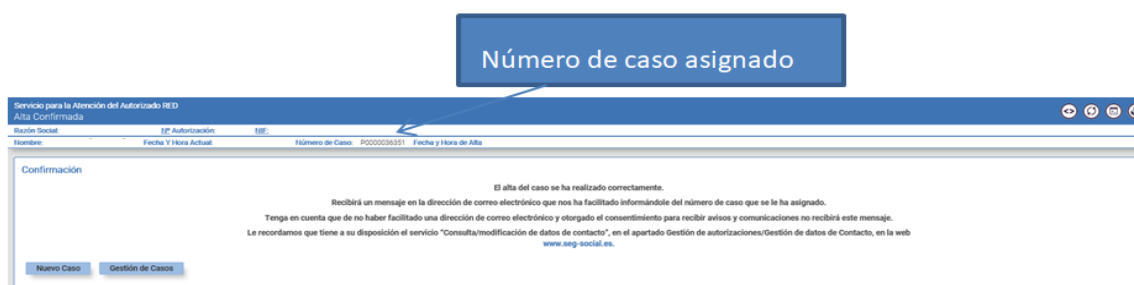 Número de caso asignado
Servicio para la Atención del Autorizado RED
Alta Confirmada
Razón Social: Nº Autorización: NIF:
Nombre: Fecha Y Hora Actual: Número de Caso: P0000036351 Fecha y Hora de Alta
Confirmación
El alta del caso se ha realizado correctamente.
Recibirá un mensaje en la dirección de correo electrónico que nos ha facilitado informándole del número de caso que se le ha asignado.
Tenga en cuenta que de no haber facilitado una dirección de correo electrónico y otorgado el consentimiento para recibir avisos y comunicaciones no recibirá este mensaje.
Le recordamos que tiene a su disposición el servicio "Consulta/modificación de datos de contacto", en el apartado Gestión de autorizaciones/Gestión de datos de Contacto, en la web
www.seg-social.es.
Nuevo Caso Gestión de Casos